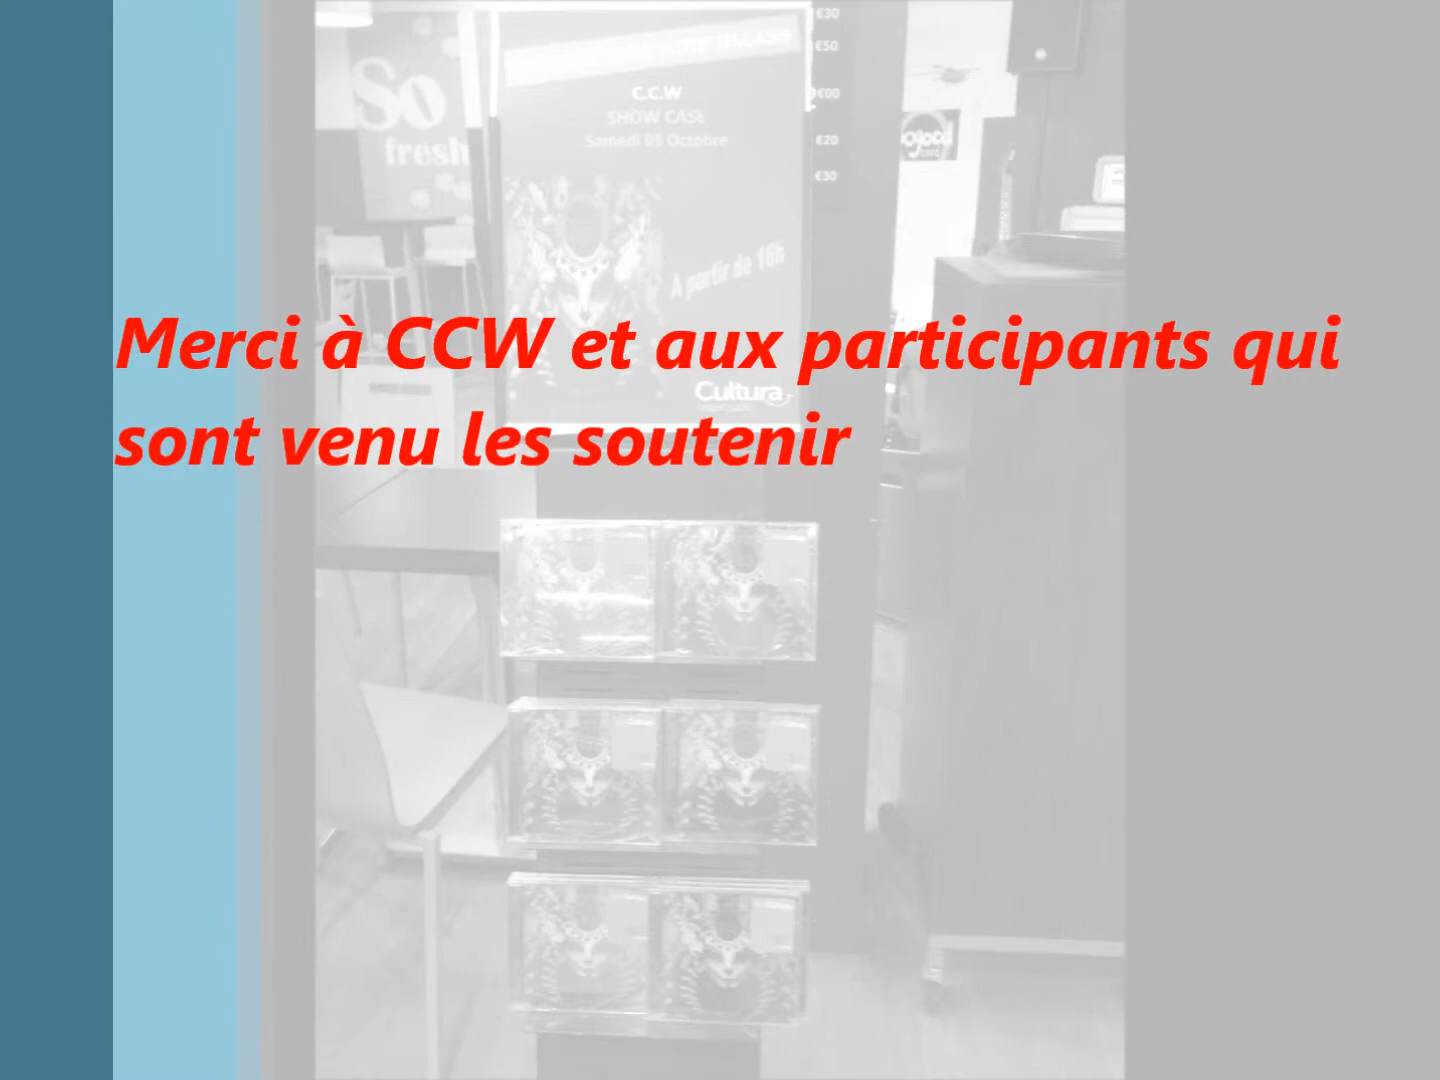 €30
€50
€00
€20
€30
So
fresh
C.C.W
SHOW CASE
Samedi 05 Octobre
A partir de 16h
Merci à CCW et aux participants qui
sont venu les soutenir
Cultura